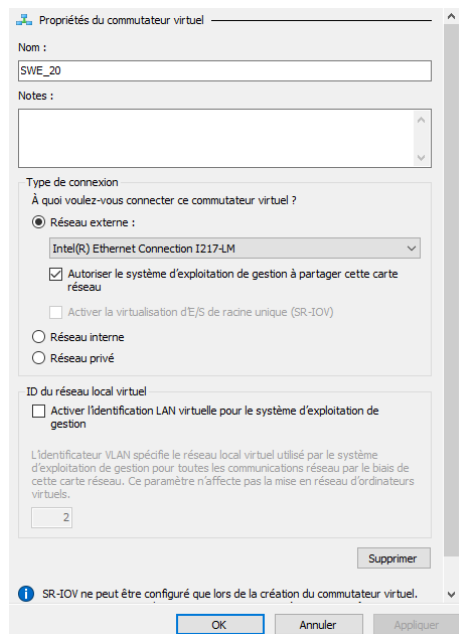 Propriétés du commutateur virtuel
Nom :
SWE_20
Notes :
Type de connexion
À quoi voulez-vous connecter ce commutateur virtuel ?
Réseau externe :
Intel(R) Ethernet Connection I217-LM
Autoriser le système d'exploitation de gestion à partager cette carte
réseau
Activer la virtualisation d'E/S de racine unique (SR-IOV)
Réseau interne
Réseau privé
ID du réseau local virtuel
Activer l'identification LAN virtuelle pour le système d'exploitation de
gestion
L'identificateur VLAN spécifie le réseau local virtuel utilisé par le système
d'exploitation de gestion pour toutes les communications réseau par le biais de
cette carte réseau. Ce paramètre n'affecte pas la mise en réseau d'ordinateurs
virtuels.
2
Supprimer
SR-IOV ne peut être configuré que lors de la création du commutateur virtuel.
OK Annuler Appliquer